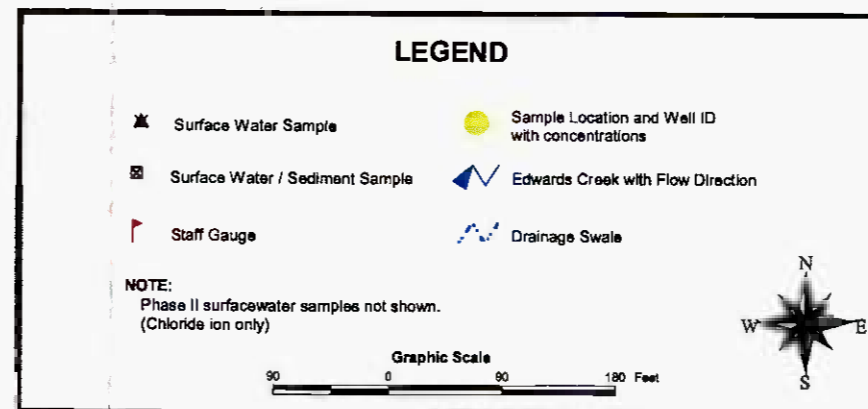 LEGEND
Surface Water Sample
Sample Location and Well ID
with concentrations
Surface Water / Sediment Sample
Edwards Creek with Flow Direction
Staff Gauge
Drainage Swale
NOTE:
Phase II surfacewater samples not shown.
(Chloride ion only)
N
W
E
S
Graphic Scale
90 0 90 180 Feet